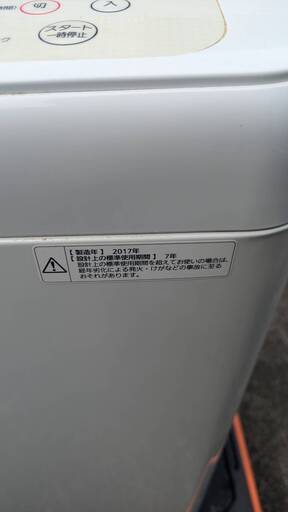 切
入
スタート
一時停止
【製造年】 2017年
【設計上の標準使用期間】 7年
設計上の標準使用期間を超えてお使いの場合は、
経年劣化による発火・けがなどの事故に至る
おそれがあります。